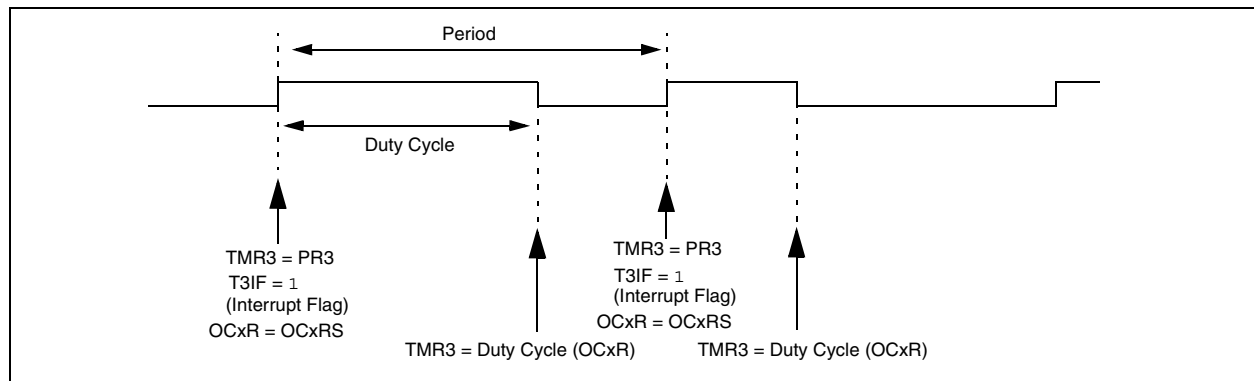 Period
Duty Cycle
TMR3 = PR3
T3IF = 1
(Interrupt Flag)
OCxR = OCxRS
TMR3 = Duty Cycle (OCxR)
TMR3 = PR3
T3IF = 1
(Interrupt Flag)
OCxR = OCxRS
TMR3 = Duty Cycle (OCxR)